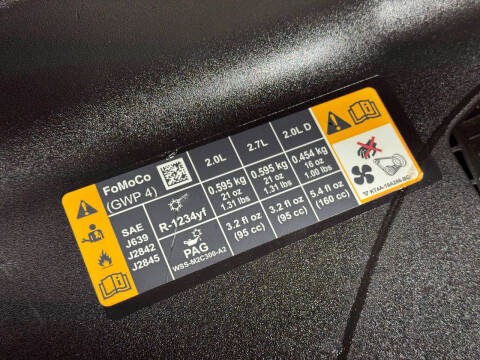 FoMoCo
(GWP 4)
2.0L
2.7L
2.0L D
SAE
J639
J2842
J2845
R-1234yf
0.595 kg
21 oz
1.31 lbs
0.595 kg
21 oz
1.31 lbs
0.454 kg
16 oz
1.00 lbs
PAG
WSS-M2C300-A2
3.2 fl oz
(95 cc)
3.2 fl oz
(95 cc)
5.4 fl oz
(160 cc)